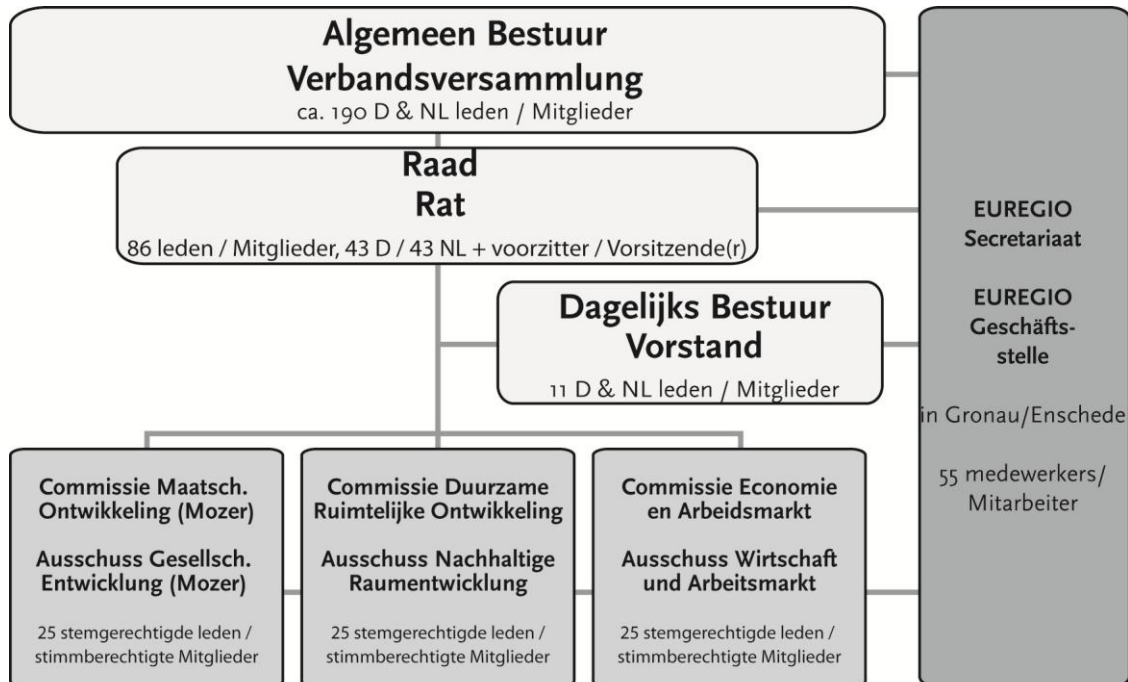 Algemeen Bestuur
Verbandsversammlung
ca. 190 D & NL leden / Mitglieder
Raad
Rat
86 leden / Mitglieder, 43 D / 43 NL + voorzitter / Vorsitzende(r)
Dagelijks Bestuur
Vorstand
11 D & NL leden / Mitglieder
Commissie Maatsch.
Ontwikkeling (Mozer)
Ausschuss Gesellsch.
Entwicklung (Mozer)
25 stemgerechtigde leden /
stimmberechtigte Mitglieder
Commissie Duurzame
Ruimtelijke Ontwikkeling
Ausschuss Nachhaltige
Raumentwicklung
25 stemgerechtigde leden /
stimmberechtigte Mitglieder
Commissie Economie
en Arbeidsmarkt
Ausschuss Wirtschaft
und Arbeitsmarkt
25 stemgerechtigde leden /
stimmberechtigte Mitglieder
EUREGIO
Secretariaat
EUREGIO
Geschäfts-
stelle
in Gronau/Enschede
55 medewerkers/
Mitarbeiter